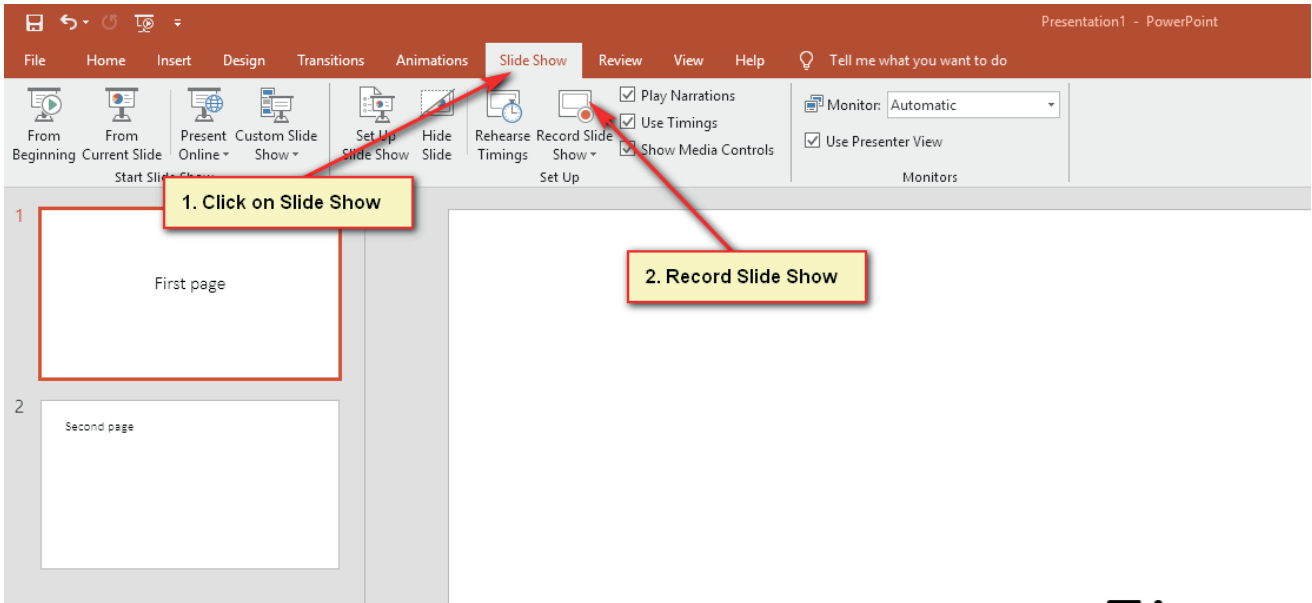 Presentation1 - PowerPoint
File Home Insert Design Transitions Animations Slide Show Review View Help Tell me what you want to do
From Beginning
From Current Slide
Present Online
Custom Slide Show
Set Up Slide Show
Hide Slide
Rehearse Timings
Record Slide Show
Play Narrations
Use Timings
Show Media Controls
Monitor: Automatic
Use Presenter View
Start Slide Show
Set Up
Monitors
1. Click on Slide Show
1
First page
2. Record Slide Show
2
Second page